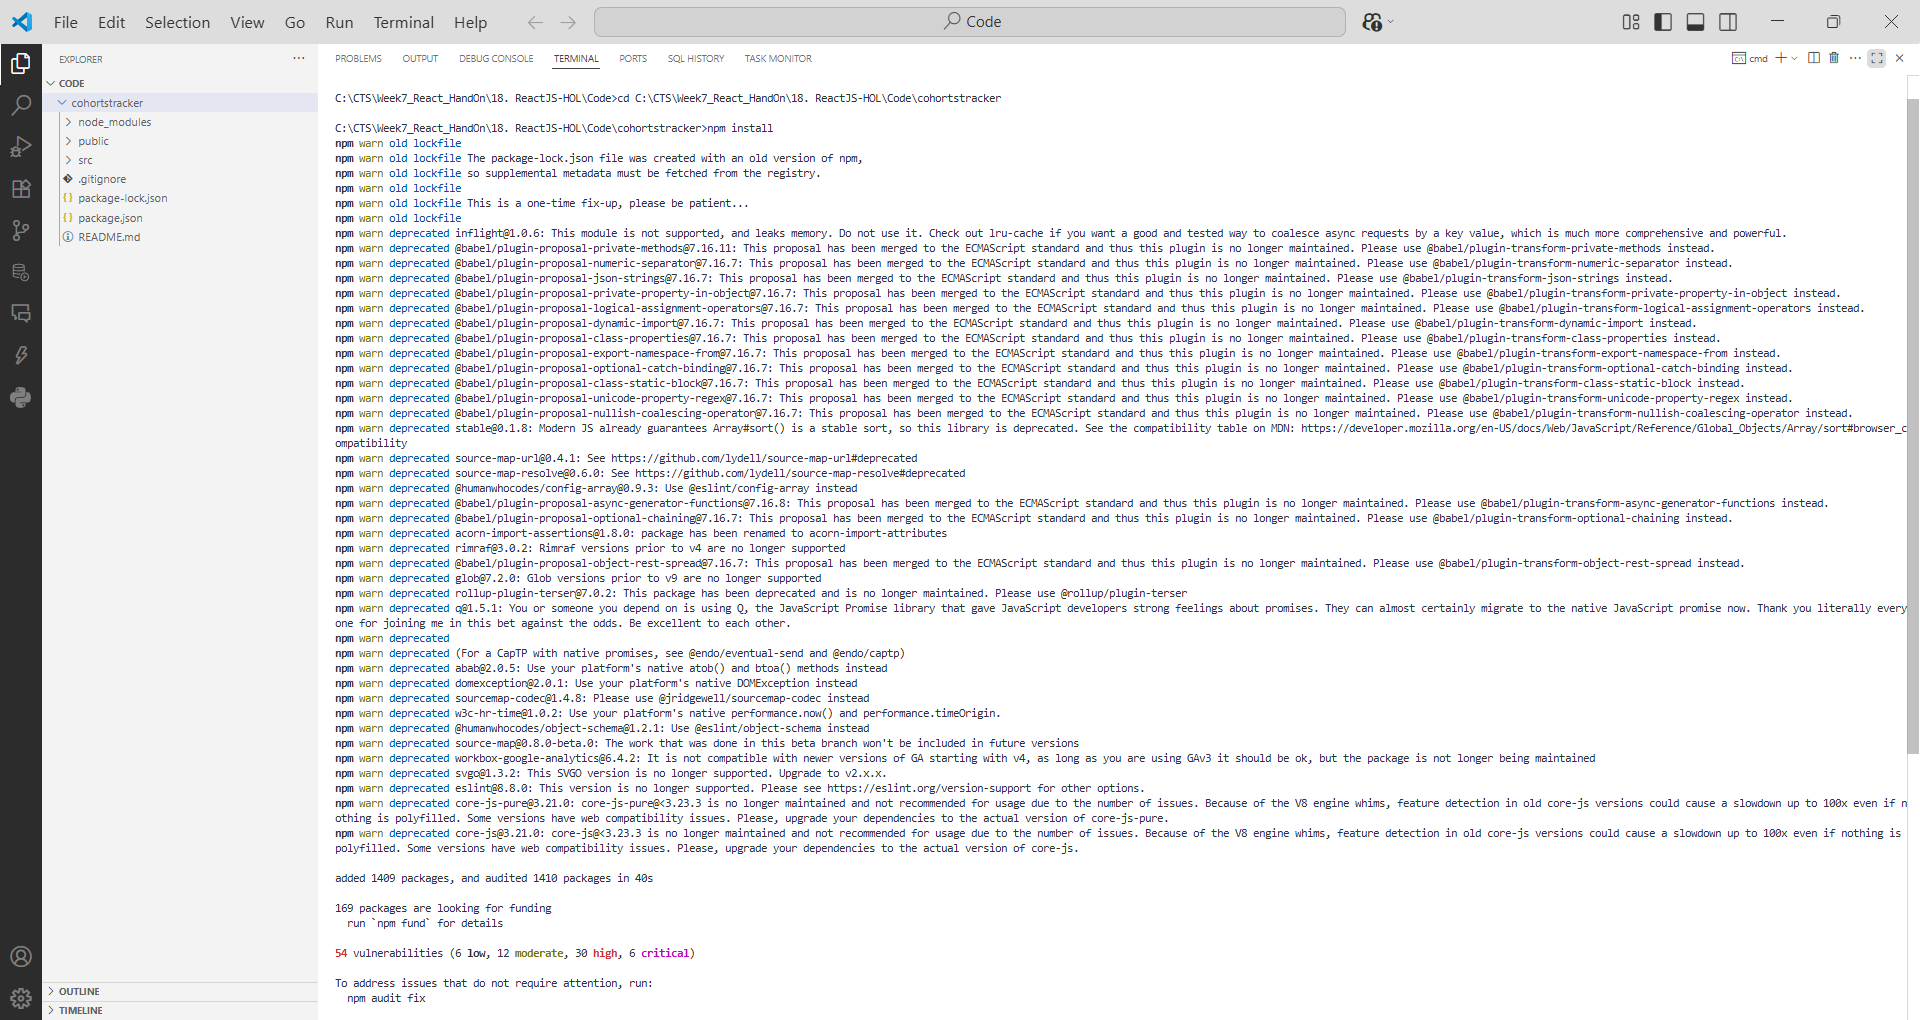 File Edit Selection View Go Run Terminal Help
Code
EXPLORER
CODE
cohortstracker
node_modules
public
src
.gitignore
package-lock.json
package.json
README.md
OUTLINE
TIMELINE
PROBLEMS OUTPUT DEBUG CONSOLE TERMINAL PORTS SQL HISTORY TASK MONITOR
cmd
C:\CTS\Week7_React_HandOn\18. ReactJS-HOL\Code>cd C:\CTS\Week7_React_HandOn\18. ReactJS-HOL\Code\cohortstracker
C:\CTS\Week7_React_HandOn\18. ReactJS-HOL\Code\cohortstracker>npm install
npm warn old lockfile
npm warn old lockfile The package-lock.json file was created with an old version of npm,
npm warn old lockfile so supplemental metadata must be fetched from the registry.
npm warn old lockfile
npm warn old lockfile This is a one-time fix-up, please be patient...
npm warn old lockfile
npm warn deprecated inflight@1.0.6: This module is not supported, and leaks memory. Do not use it. Check out lru-cache if you want a good and tested way to coalesce async requests by a key value, which is much more comprehensive and powerful.
npm warn deprecated @babel/plugin-proposal-private-methods@7.16.11: This proposal has been merged to the ECMAScript standard and thus this plugin is no longer maintained. Please use @babel/plugin-transform-private-methods instead.
npm warn deprecated @babel/plugin-proposal-numeric-separator@7.16.7: This proposal has been merged to the ECMAScript standard and thus this plugin is no longer maintained. Please use @babel/plugin-transform-numeric-separator instead.
npm warn deprecated @babel/plugin-proposal-json-strings@7.16.7: This proposal has been merged to the ECMAScript standard and thus this plugin is no longer maintained. Please use @babel/plugin-transform-json-strings instead.
npm warn deprecated @babel/plugin-proposal-private-property-in-object@7.16.7: This proposal has been merged to the ECMAScript standard and thus this plugin is no longer maintained. Please use @babel/plugin-transform-private-property-in-object instead.
npm warn deprecated @babel/plugin-proposal-logical-assignment-operators@7.16.7: This proposal has been merged to the ECMAScript standard and thus this plugin is no longer maintained. Please use @babel/plugin-transform-logical-assignment-operators instead.
npm warn deprecated @babel/plugin-proposal-dynamic-import@7.16.7: This proposal has been merged to the ECMAScript standard and thus this plugin is no longer maintained. Please use @babel/plugin-transform-dynamic-import instead.
npm warn deprecated @babel/plugin-proposal-class-properties@7.16.7: This proposal has been merged to the ECMAScript standard and thus this plugin is no longer maintained. Please use @babel/plugin-transform-class-properties instead.
npm warn deprecated @babel/plugin-proposal-export-namespace-from@7.16.7: This proposal has been merged to the ECMAScript standard and thus this plugin is no longer maintained. Please use @babel/plugin-transform-export-namespace-from instead.
npm warn deprecated @babel/plugin-proposal-optional-catch-binding@7.16.7: This proposal has been merged to the ECMAScript standard and thus this plugin is no longer maintained. Please use @babel/plugin-transform-optional-catch-binding instead.
npm warn deprecated @babel/plugin-proposal-class-static-block@7.16.7: This proposal has been merged to the ECMAScript standard and thus this plugin is no longer maintained. Please use @babel/plugin-transform-class-static-block instead.
npm warn deprecated @babel/plugin-proposal-unicode-property-regex@7.16.7: This proposal has been merged to the ECMAScript standard and thus this plugin is no longer maintained. Please use @babel/plugin-transform-unicode-property-regex instead.
npm warn deprecated @babel/plugin-proposal-nullish-coalescing-operator@7.16.7: This proposal has been merged to the ECMAScript standard and thus this plugin is no longer maintained. Please use @babel/plugin-transform-nullish-coalescing-operator instead.
npm warn deprecated stable@0.1.8: Modern JS already guarantees Array#sort() is a stable sort, so this library is deprecated. See the compatibility table on MDN: https://developer.mozilla.org/en-US/docs/Web/JavaScript/Reference/Global_Objects/Array/sort#browser_c
ompatibility
npm warn deprecated source-map-url@0.4.1: See https://github.com/lydell/source-map-url#deprecated
npm warn deprecated source-map-resolve@0.6.0: See https://github.com/lydell/source-map-resolve#deprecated
npm warn deprecated @humanwhocodes/config-array@0.9.3: Use @eslint/config-array instead
npm warn deprecated @babel/plugin-proposal-async-generator-functions@7.16.8: This proposal has been merged to the ECMAScript standard and thus this plugin is no longer maintained. Please use @babel/plugin-transform-async-generator-functions instead.
npm warn deprecated @babel/plugin-proposal-optional-chaining@7.16.7: This proposal has been merged to the ECMAScript standard and thus this plugin is no longer maintained. Please use @babel/plugin-transform-optional-chaining instead.
npm warn deprecated acorn-import-assertions@1.8.0: package has been renamed to acorn-import-attributes
npm warn deprecated rimraf@3.0.2: Rimraf versions prior to v4 are no longer supported
npm warn deprecated @babel/plugin-proposal-object-rest-spread@7.16.7: This proposal has been merged to the ECMAScript standard and thus this plugin is no longer maintained. Please use @babel/plugin-transform-object-rest-spread instead.
npm warn deprecated glob@7.2.0: Glob versions prior to v9 are no longer supported
npm warn deprecated rollup-plugin-terser@7.0.2: This package has been deprecated and is no longer maintained. Please use @rollup/plugin-terser
npm warn deprecated q@1.5.1: You or someone you depend on is using Q, the JavaScript Promise library that gave JavaScript developers strong feelings about promises. They can almost certainly migrate to the native JavaScript promise now. Thank you literally every
one for joining me in this bet against the odds. Be excellent to each other.
npm warn deprecated
npm warn deprecated (For a CapTP with native promises, see @endo/eventual-send and @endo/captp)
npm warn deprecated abab@2.0.5: Use your platform's native atob() and btoa() methods instead
npm warn deprecated domexception@2.0.1: Use your platform's native DOMException instead
npm warn deprecated sourcemap-codec@1.4.8: Please use @jridgewell/sourcemap-codec instead
npm warn deprecated w3c-hr-time@1.0.2: Use your platform's native performance.now() and performance.timeOrigin.
npm warn deprecated @humanwhocodes/object-schema@1.2.1: Use @eslint/object-schema instead
npm warn deprecated source-map@0.8.0-beta.0: The work that was done in this beta branch won't be included in future versions
npm warn deprecated workbox-google-analytics@6.4.2: It is not compatible with newer versions of GA starting with v4, as long as you are using GAv3 it should be ok, but the package is not longer being maintained
npm warn deprecated svgo@1.3.2: This SVGO version is no longer supported. Upgrade to v2.x.x.
npm warn deprecated eslint@8.8.0: This version is no longer supported. Please see https://eslint.org/version-support for other options.
npm warn deprecated core-js-pure@3.21.0: core-js-pure@<3.23.3 is no longer maintained and not recommended for usage due to the number of issues. Because of the V8 engine whims, feature detection in old core-js versions could cause a slowdown up to 100x even if n
othing is polyfilled. Some versions have web compatibility issues. Please, upgrade your dependencies to the actual version of core-js-pure.
npm warn deprecated core-js@3.21.0: core-js@<3.23.3 is no longer maintained and not recommended for usage due to the number of issues. Because of the V8 engine whims, feature detection in old core-js versions could cause a slowdown up to 100x even if nothing is
polyfilled. Some versions have web compatibility issues. Please, upgrade your dependencies to the actual version of core-js.
added 1409 packages, and audited 1410 packages in 40s
169 packages are looking for funding
run `npm fund` for details
54 vulnerabilities (6 low, 12 moderate, 30 high, 6 critical)
To address issues that do not require attention, run:
npm audit fix